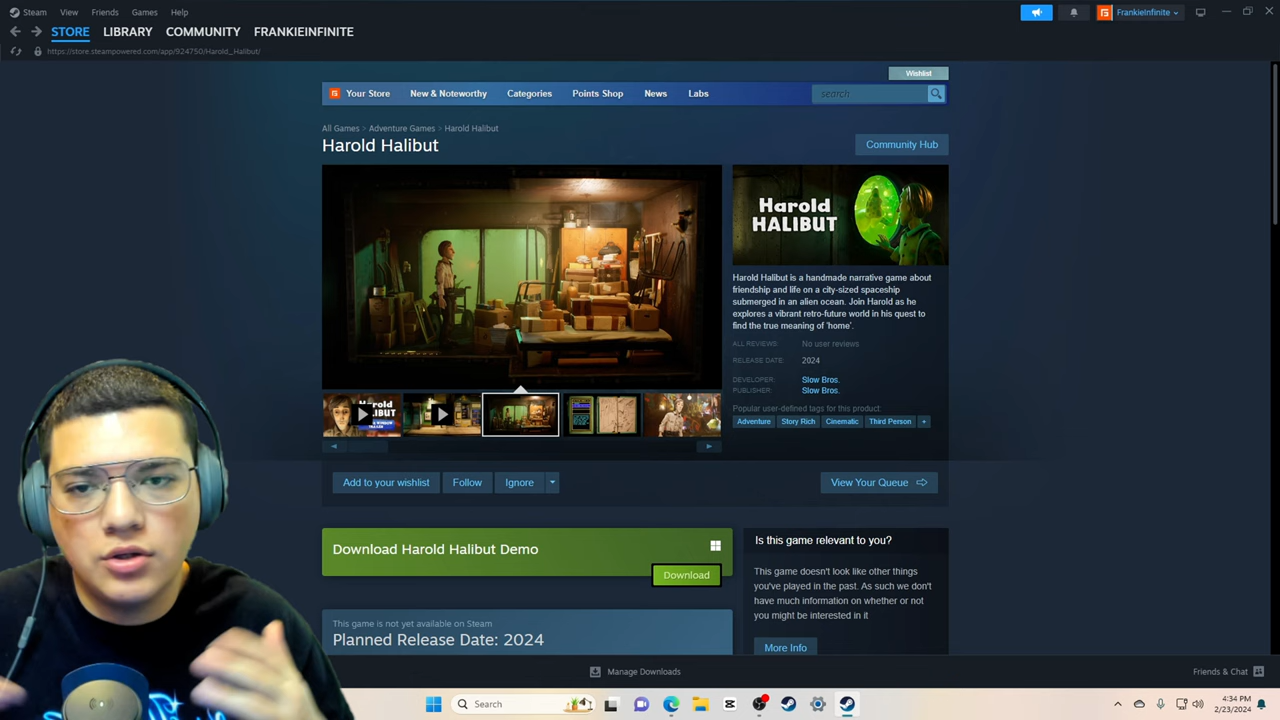 Steam View Friends Games Help
FrankieInfinite
STORE LIBRARY COMMUNITY FRANKIEINFINITE
https://store.steampowered.com/app/924750/Harold_Halibut/
Wishlist
Your Store New & Noteworthy Categories Points Shop News Labs search
All Games > Adventure Games > Harold Halibut
Harold Halibut
Community Hub
Harold
HALIBUT
Harold Halibut is a handmade narrative game about
friendship and life on a city-sized spaceship
submerged in an alien ocean. Join Harold as he
explores a vibrant retro-future world in his quest to
find the true meaning of 'home'.
ALL REVIEWS: No user reviews
RELEASE DATE: 2024
DEVELOPER: Slow Bros.
PUBLISHER: Slow Bros.
Popular user-defined tags for this product:
Adventure Story Rich Cinematic Third Person +
Add to your wishlist Follow Ignore View Your Queue
Download Harold Halibut Demo
Download
Is this game relevant to you?
This game doesn't look like other things
you've played in the past. As such we don't
have much information on whether or not
you might be interested in it
More Info
This game is not yet available on Steam
Planned Release Date: 2024
Manage Downloads
Friends & Chat
Search
4:34 PM
2/23/2024